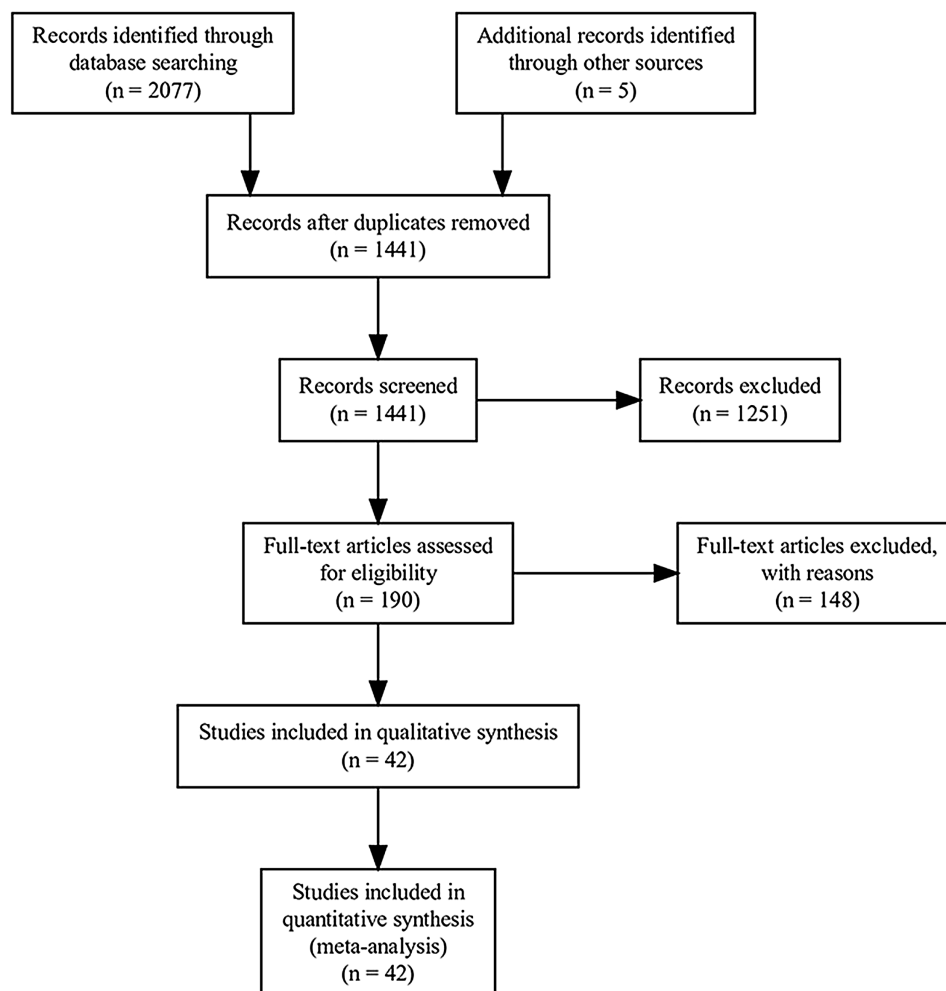 Records identified through
database searching
(n = 2077)
Additional records identified
through other sources
(n = 5)
Records after duplicates removed
(n = 1441)
Records screened
(n = 1441)
Records excluded
(n = 1251)
Full-text articles assessed
for eligibility
(n = 190)
Full-text articles excluded,
with reasons
(n = 148)
Studies included in qualitative synthesis
(n = 42)
Studies included in
quantitative synthesis
(meta-analysis)
(n = 42)